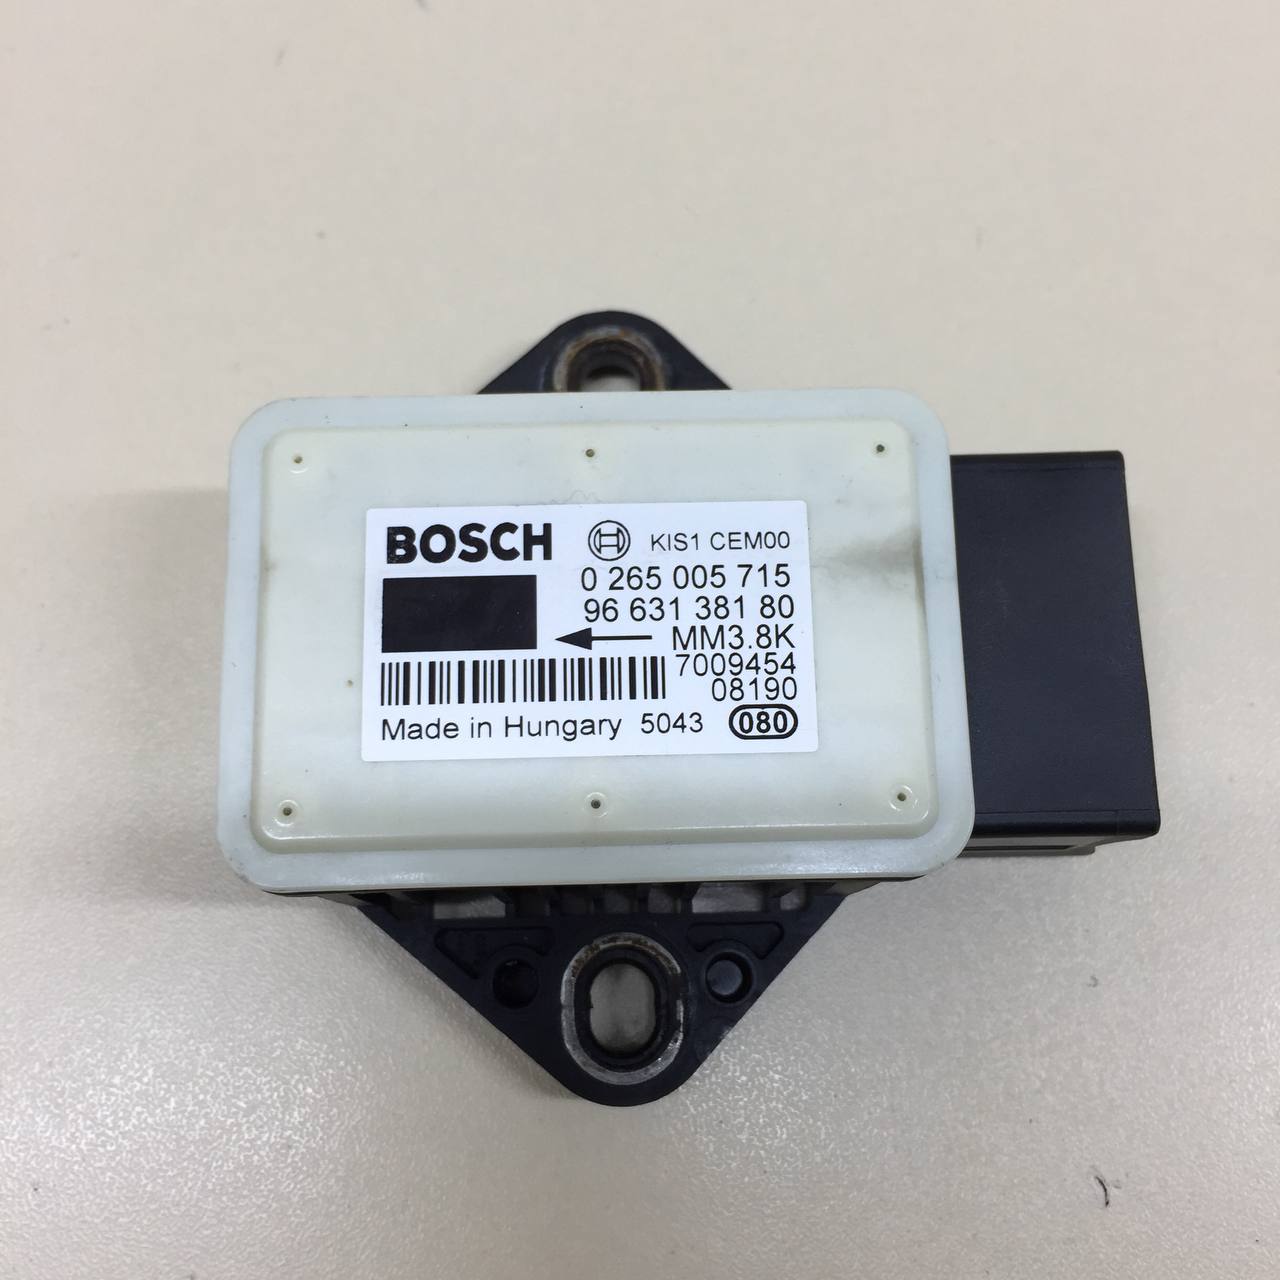 BOSCH KIS1 CEM00
0 265 005 715
96 631 381 80
MM3.8K
7009454
08190
Made in Hungary 5043 080